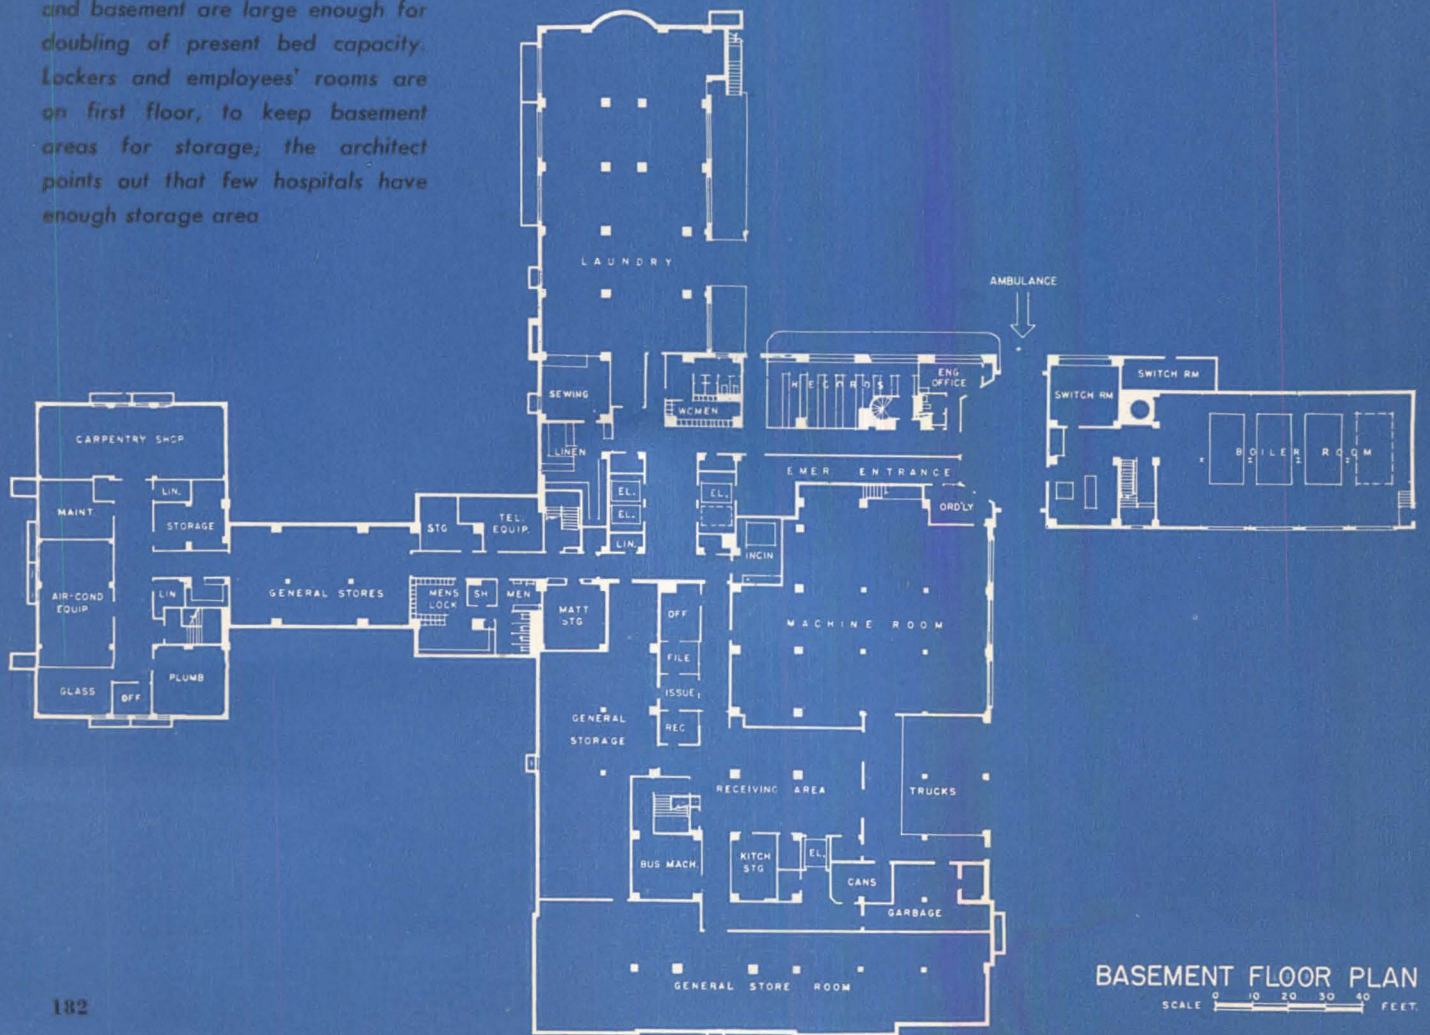 and basement are large enough for
doubling of present bed capacity.
Lockers and employees' rooms are
on first floor, to keep basement
areas for storage; the architect
points out that few hospitals have
enough storage area
LAUNDRY
AMBULANCE
SEWING
WOMEN
RECORDS
ENG
OFFICE
SWITCH RM
SWITCH RM
BOILER ROOM
CARPENTRY SHOP
LINEN
EMER ENTRANCE
MAINT
LIN.
STORAGE
STG
TEL.
EQUIP.
EL.
EL.
EL.
LIN.
INCIN
ORD'LY
AIR-COND
EQUIP
LIN
GENERAL STORES
MENS
LOCK
SH
MEN
MATT
STG
OFF
MACHINE ROOM
FILE
ISSUE
REC
GLASS
OFF.
PLUMB
GENERAL
STORAGE
RECEIVING AREA
TRUCKS
BUS MACH.
KITCH
STG
EL.
CANS
GARBAGE
GENERAL STORE ROOM
BASEMENT FLOOR PLAN
SCALE 0 10 20 30 40 FEET.
182